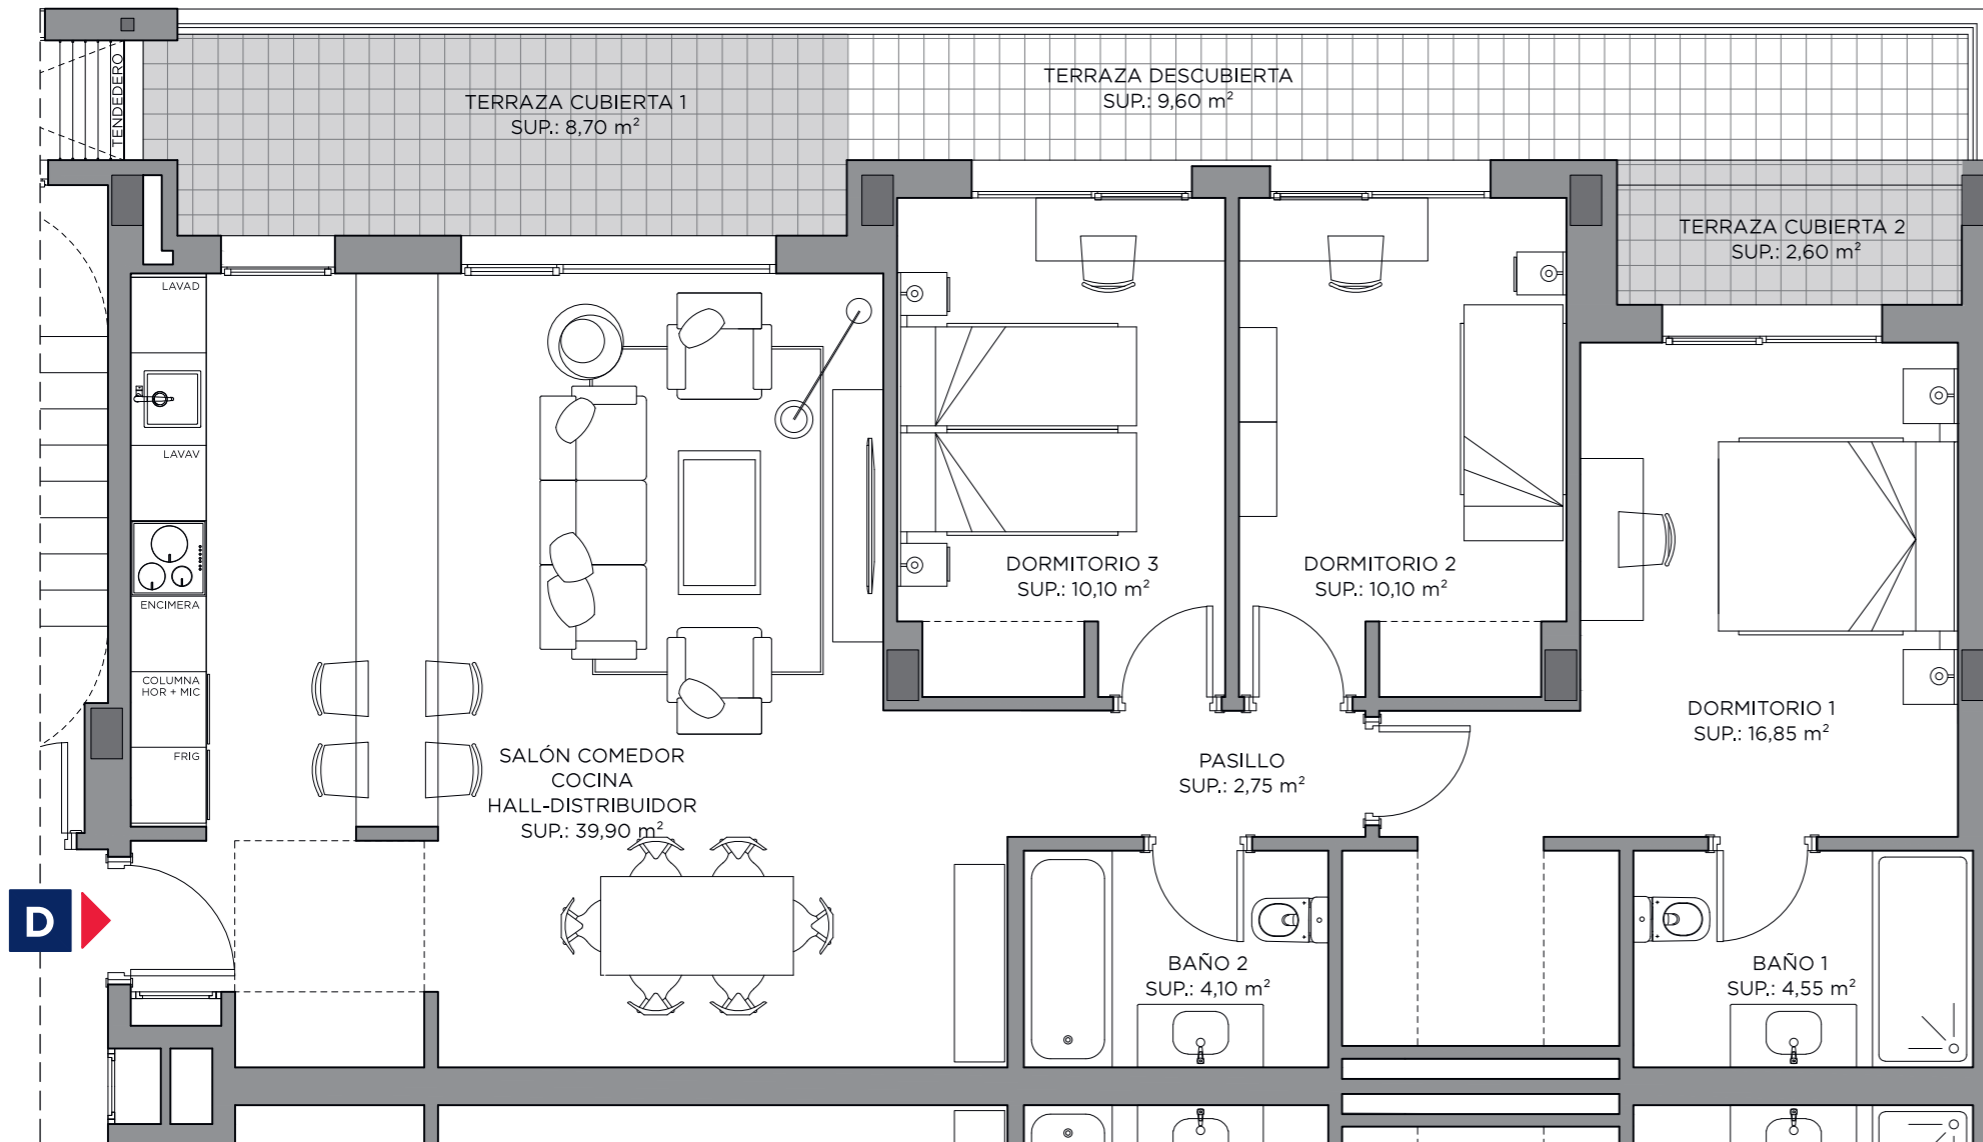 TENDEDERO
TERRAZA CUBIERTA 1
SUP.: 8,70 m²
TERRAZA DESCUBIERTA
SUP.: 9,60 m²
TERRAZA CUBIERTA 2
SUP.: 2,60 m²
LAVAD
LAVAV
ENCIMERA
COLUMNA
HOR + MIC
FRIG
DORMITORIO 3
SUP.: 10,10 m²
DORMITORIO 2
SUP.: 10,10 m²
DORMITORIO 1
SUP.: 16,85 m²
SALÓN COMEDOR
COCINA
HALL-DISTRIBUIDOR
SUP.: 39,90 m²
PASILLO
SUP.: 2,75 m²
D
BAÑO 2
SUP.: 4,10 m²
BAÑO 1
SUP.: 4,55 m²